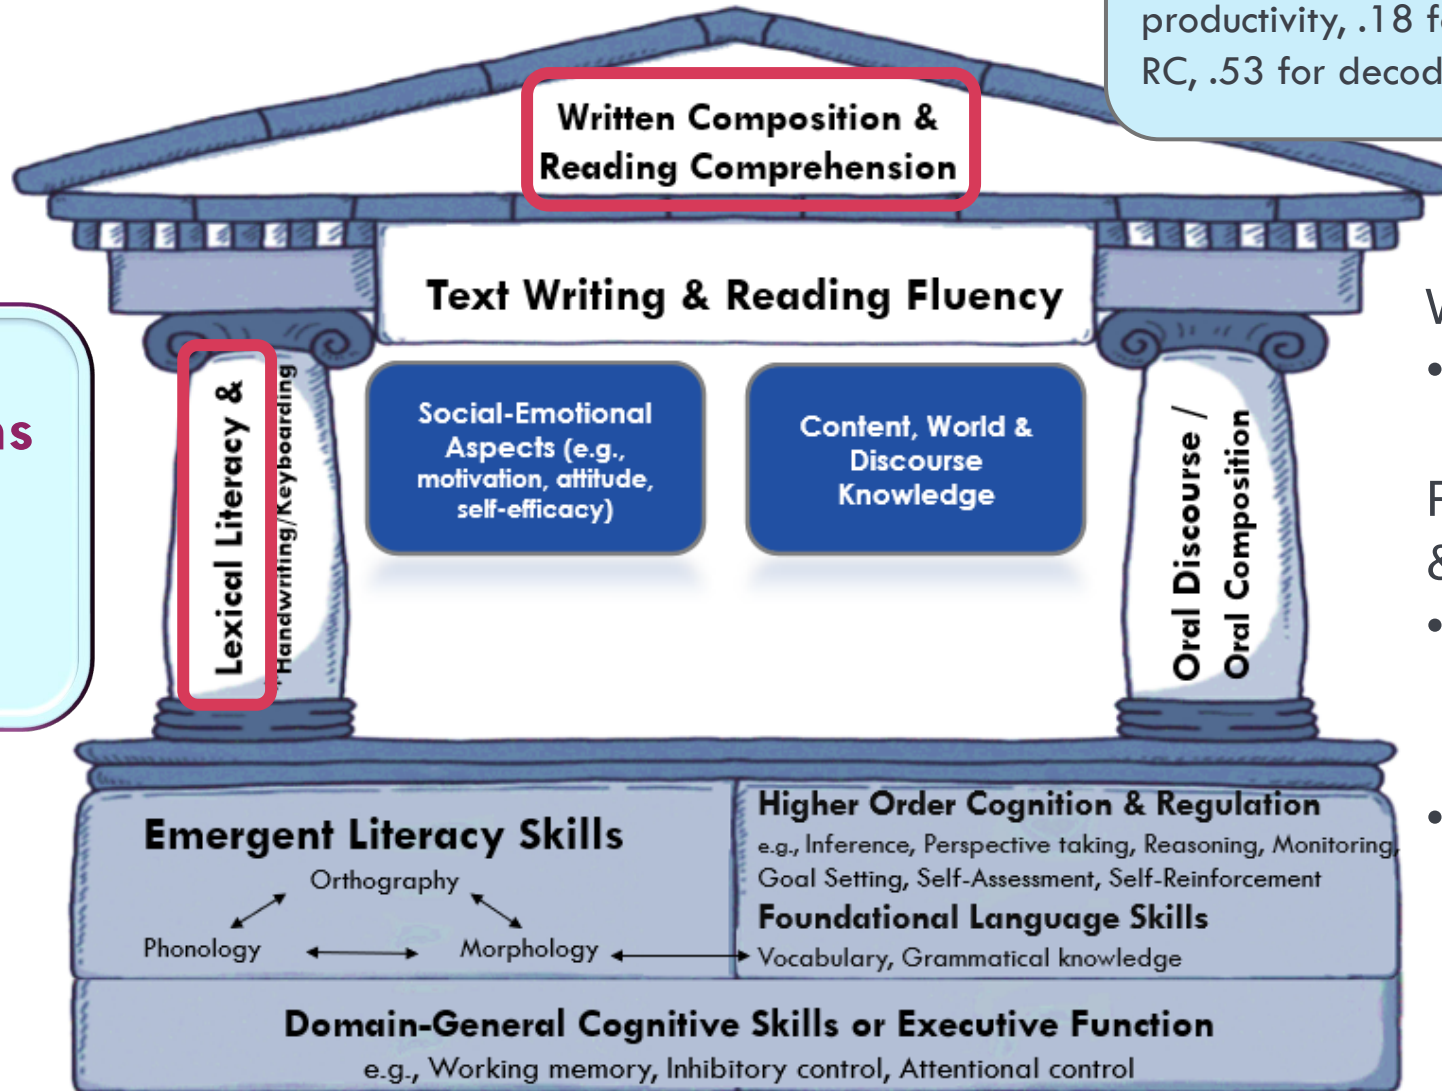 productivity, .18 f
RC, .53 for decod
Written Composition &
Reading Comprehension
Text Writing & Reading Fluency
Lexical Literacy &
Handwriting/Keyboarding
Social-Emotional
Aspects (e.g.,
motivation, attitude,
self-efficacy)
Content, World &
Discourse
Knowledge
Oral Discourse /
Oral Composition
Emergent Literacy Skills
Orthography
Phonology
Morphology
Higher Order Cognition & Regulation
e.g., Inference, Perspective taking, Reasoning, Monitoring,
Goal Setting, Self-Assessment, Self-Reinforcement
Foundational Language Skills
Vocabulary, Grammatical knowledge
Domain-General Cognitive Skills or Executive Function
e.g., Working memory, Inhibitory control, Attentional control
&
•
•
•